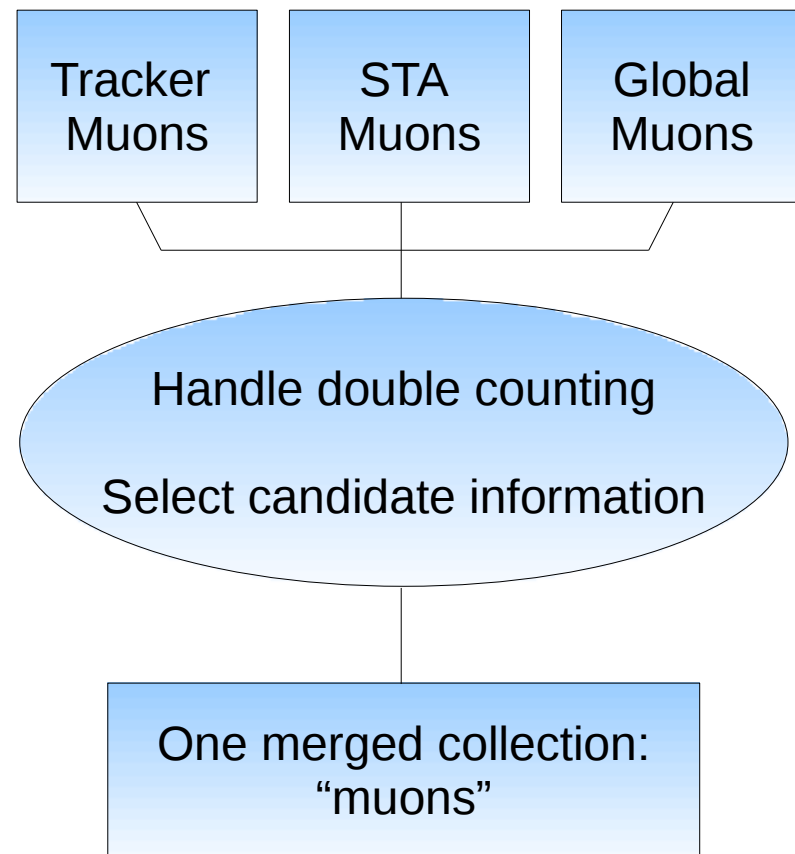 Tracker
Muons
STA
Muons
Global
Muons
Handle double counting
Select candidate information
One merged collection:
“muons”